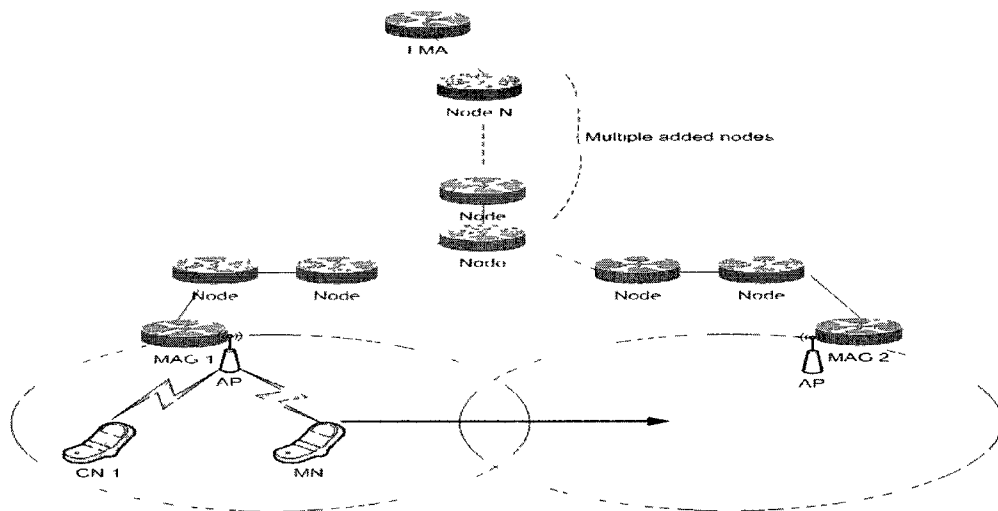 LMA
Node N
Multiple added nodes
Node
Node
Node
Node
Node
Node
MAG 1
AP
MAG 2
AP
CN 1
MN